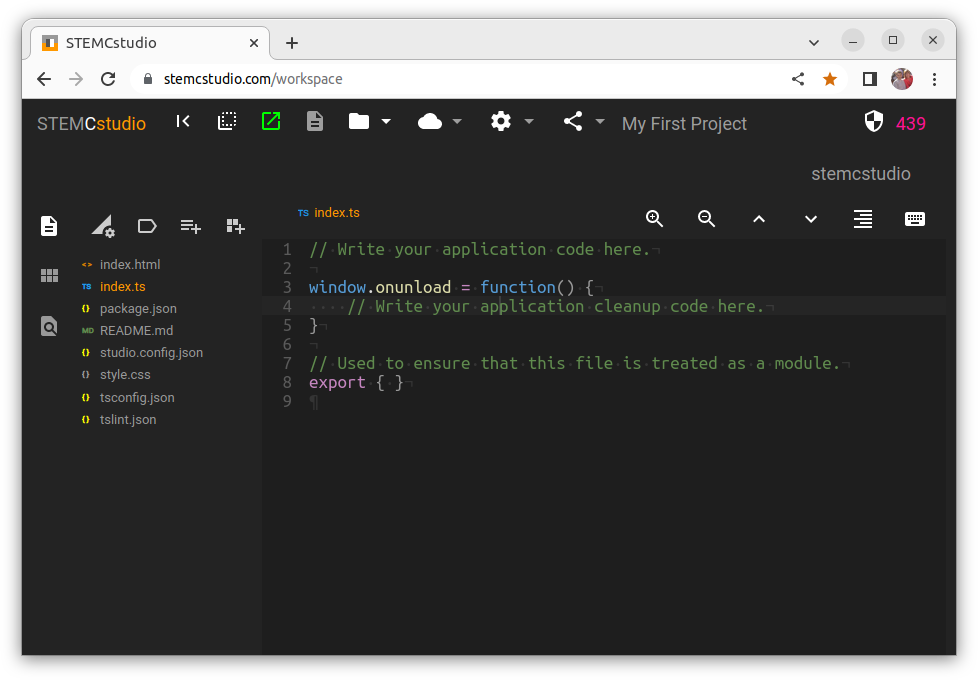 STEMCstudio
stemcstudio.com/workspace
STEMCstudio
My First Project
439
stemcstudio
TS index.ts
<> index.html
TS index.ts
{} package.json
MD README.md
{} studio.config.json
{} style.css
{} tsconfig.json
{} tslint.json
1 // Write your application code here.¬
2 ¬
3 window.onunload = function() {¬
4 ····// Write your application cleanup code here.¬
5 }¬
6 ¬
7 // Used to ensure that this file is treated as a module.¬
8 export { }¬
9 ¶